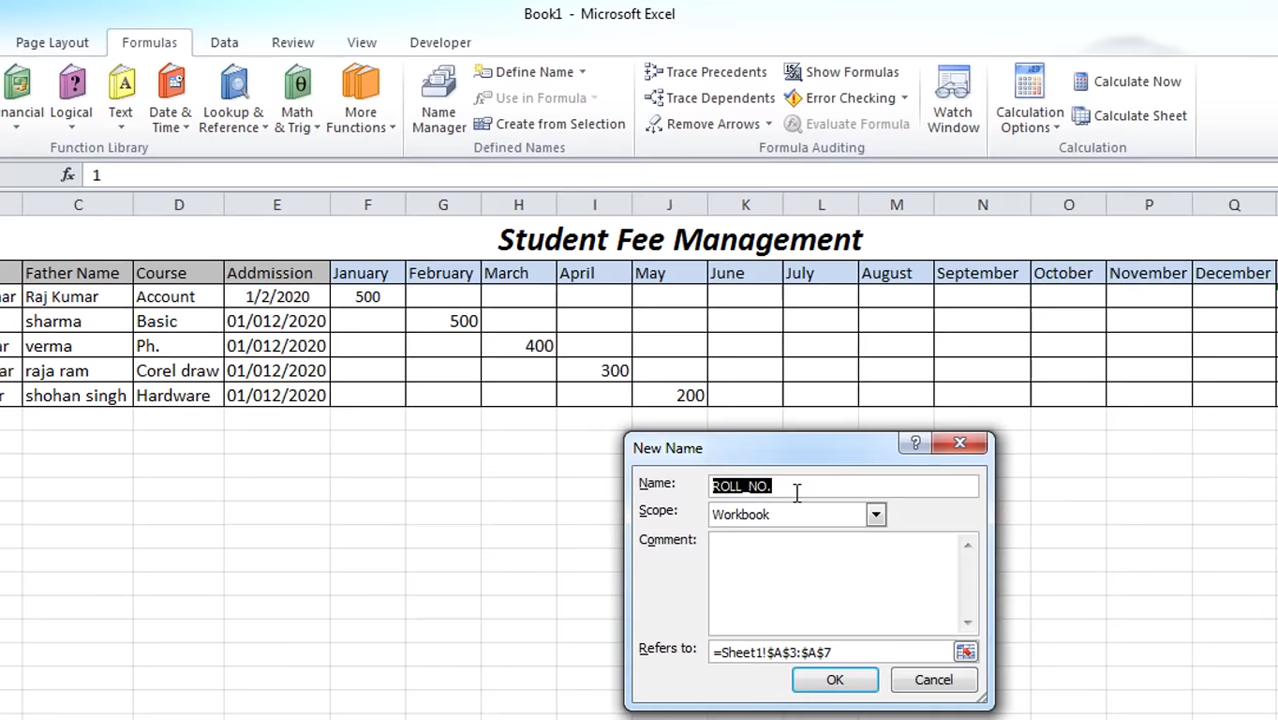 Book1 - Microsoft Excel
Page Layout Formulas Data Review View Developer
Logical
Text
Date & Time
Lookup & Reference
Math & Trig
More Functions
Function Library
Name Manager
Define Name
Use in Formula
Create from Selection
Defined Names
Trace Precedents
Trace Dependents
Remove Arrows
Show Formulas
Error Checking
Evaluate Formula
Formula Auditing
Watch Window
Calculation Options
Calculate Now
Calculate Sheet
Calculation
fx 1
C D E F G H I J K L M N O P Q
Student Fee Management
Father Name Course Addmission January February March April May June July August September October November December
Raj Kumar Account 1/2/2020 500
sharma Basic 01/012/2020 500
verma Ph. 01/012/2020 400
raja ram Corel draw 01/012/2020 300
shohan singh Hardware 01/012/2020 200
New Name
Name: ROLL_NO.
Scope: Workbook
Comment:
Refers to: =Sheet1!$A$3:$A$7
OK Cancel